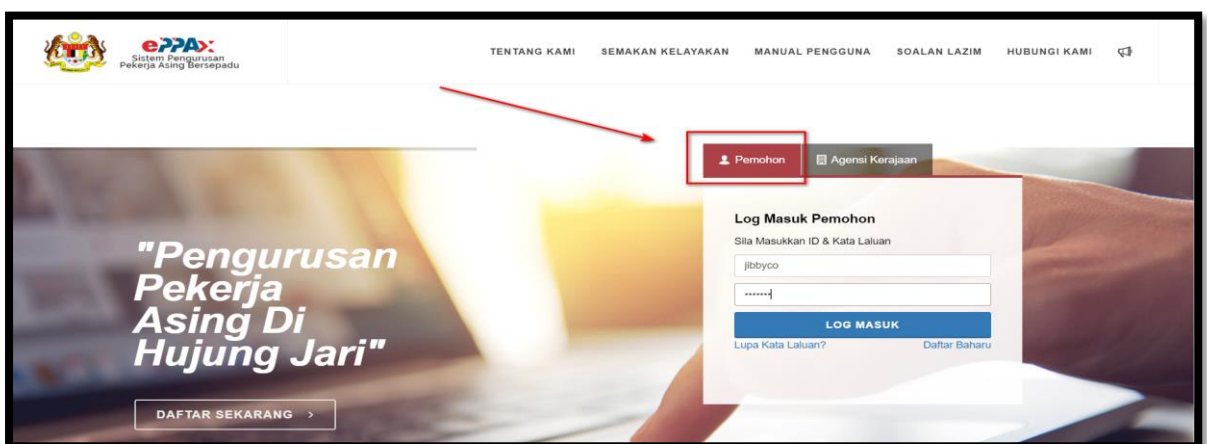 ePPAx
Sistem Pengurusan
Pekerja Asing Bersepadu
TENTANG KAMI
SEMAKAN KELAYAKAN
MANUAL PENGGUNA
SOALAN LAZIM
HUBUNGI KAMI
Pemohon
Agensi Kerajaan
Log Masuk Pemohon
Sila Masukkan ID & Kata Laluan
jibbyco
•••••••
LOG MASUK
Lupa Kata Laluan?
Daftar Baharu
"Pengurusan
Pekerja
Asing Di
Hujung Jari"
DAFTAR SEKARANG >